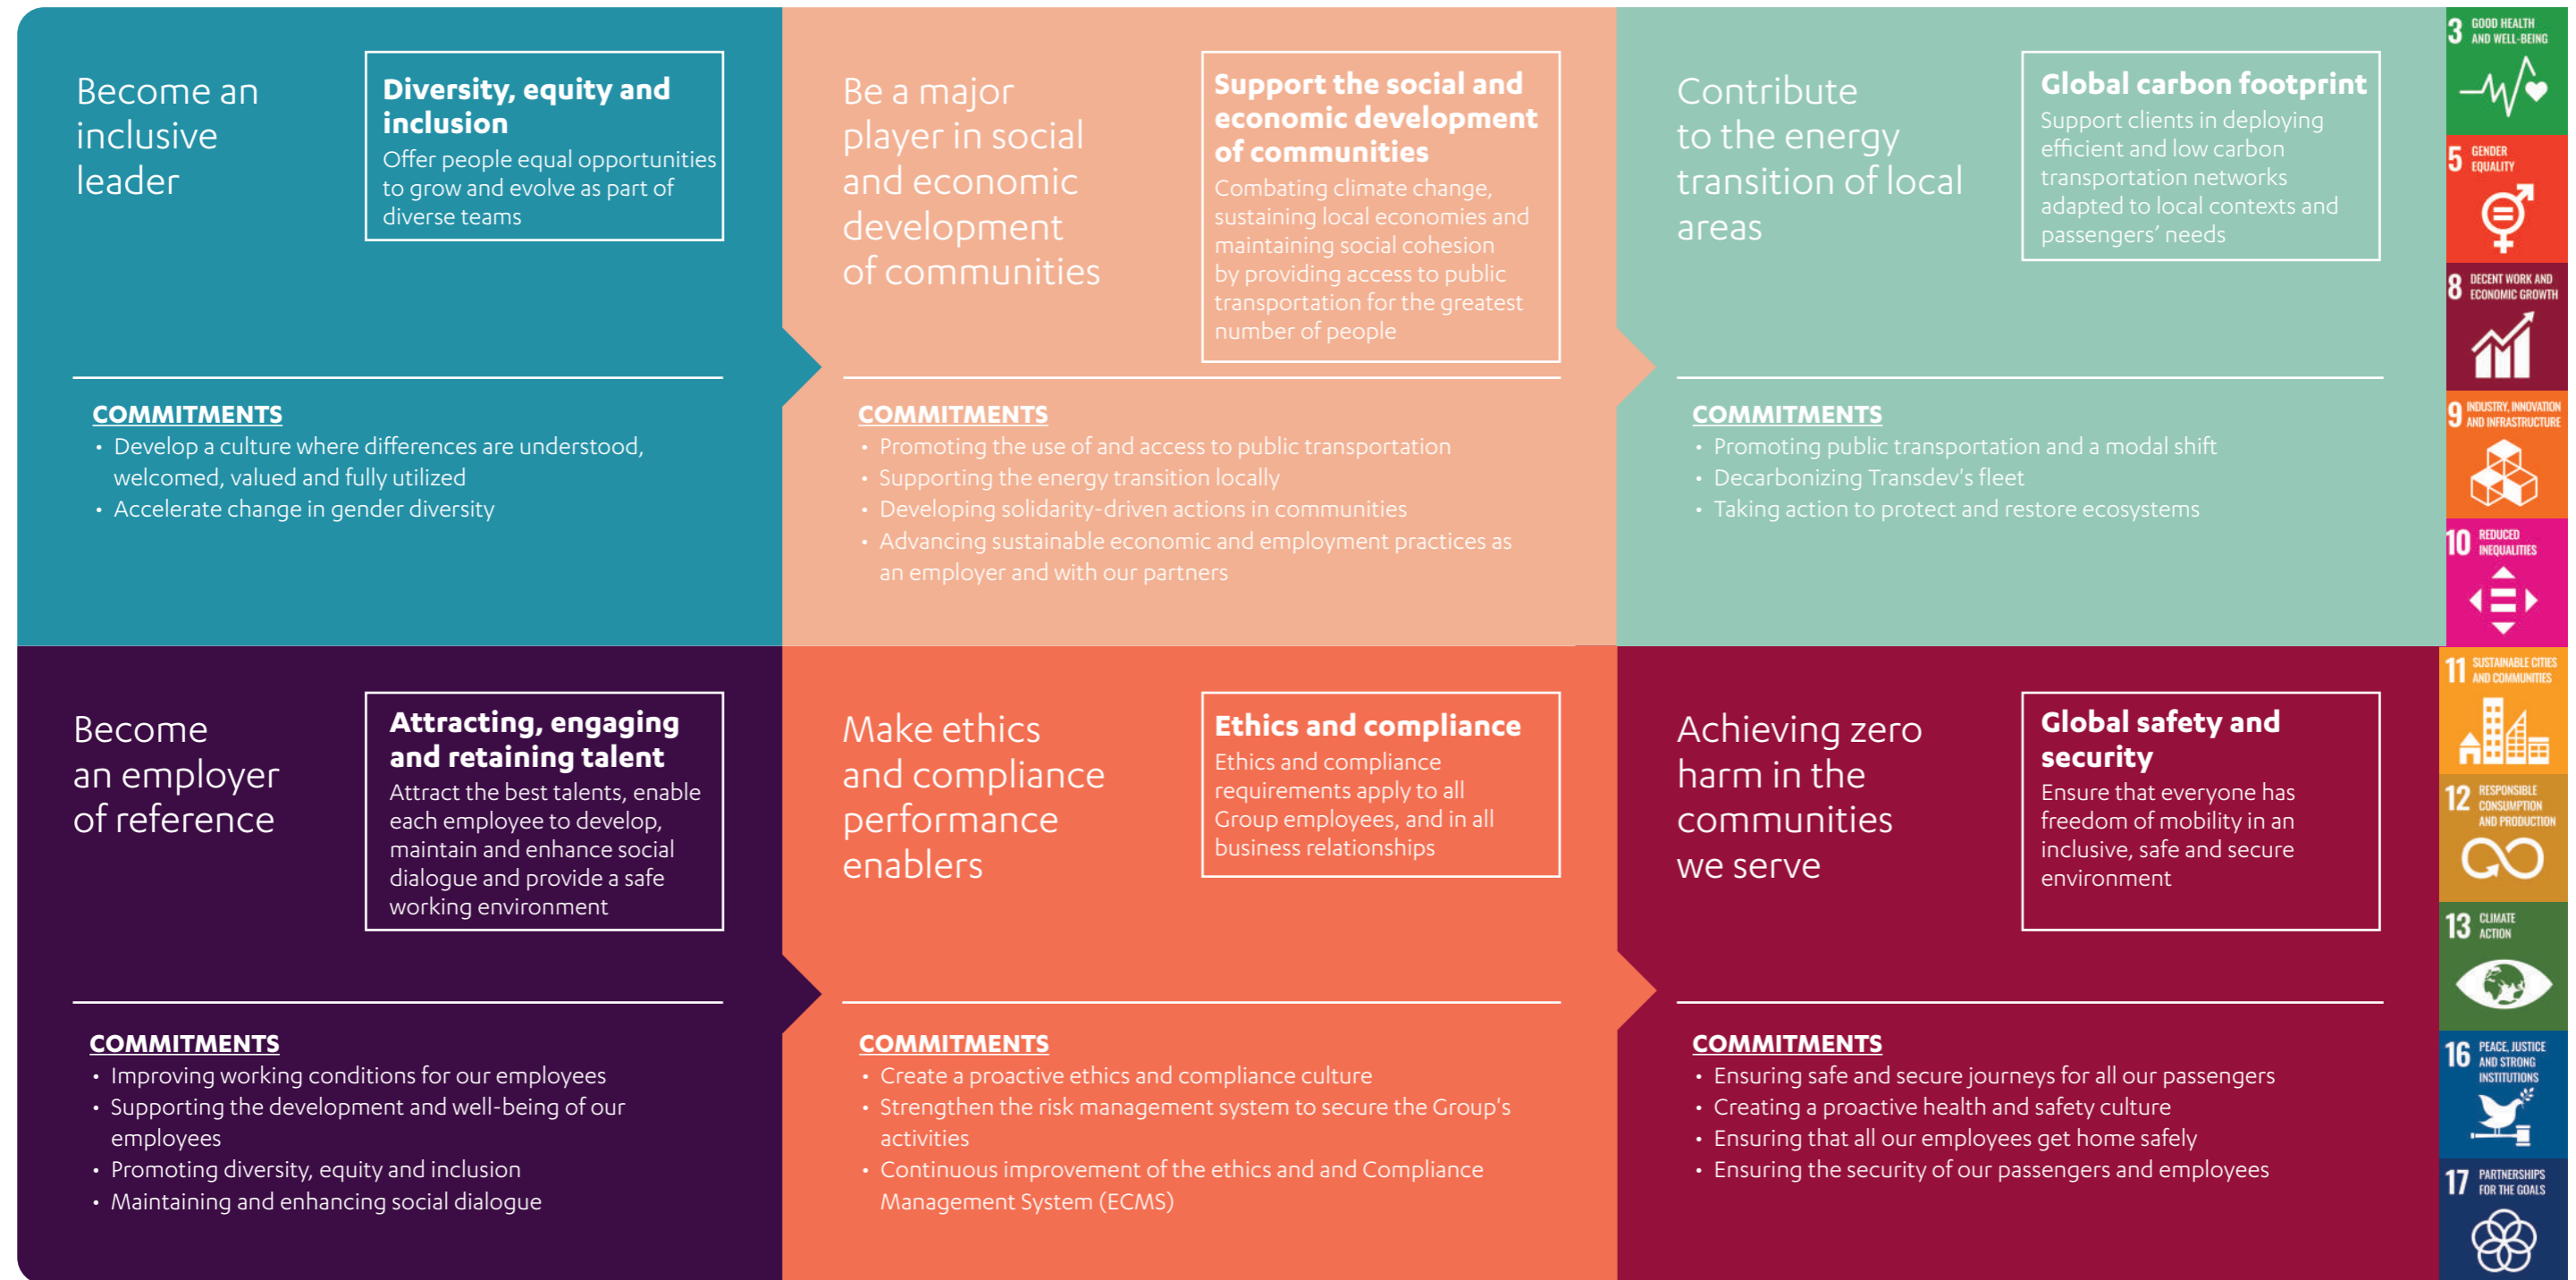 Become an
inclusive
leader
Diversity, equity and
inclusion
Offer people equal opportunities
to grow and evolve as part of
diverse teams
COMMITMENTS
• Develop a culture where differences are understood,
welcomed, valued and fully utilized
• Accelerate change in gender diversity
Be a major
player in social
and economic
development
of communities
Support the social and
economic development
of communities
Combating climate change,
sustaining local economies and
maintaining social cohesion
by providing access to public
transportation for the greatest
number of people
COMMITMENTS
• Promoting the use of and access to public transportation
• Supporting the energy transition locally
• Developing solidarity-driven actions in communities
• Advancing sustainable economic and employment practices as
an employer and with our partners
Contribute
to the energy
transition of local
areas
Global carbon footprint
Support clients in deploying
efficient and low carbon
transportation networks
adapted to local contexts and
passengers' needs
COMMITMENTS
• Promoting public transportation and a modal shift
• Decarbonizing Transdev's fleet
• Taking action to protect and restore ecosystems
Become
an employer
of reference
Attracting, engaging
and retaining talent
Attract the best talents, enable
each employee to develop,
maintain and enhance social
dialogue and provide a safe
working environment
COMMITMENTS
• Improving working conditions for our employees
• Supporting the development and well-being of our
employees
• Promoting diversity, equity and inclusion
• Maintaining and enhancing social dialogue
Make ethics
and compliance
performance
enablers
Ethics and compliance
Ethics and compliance
requirements apply to all
Group employees, and in all
business relationships
COMMITMENTS
• Create a proactive ethics and compliance culture
• Strengthen the risk management system to secure the Group's
activities
• Continuous improvement of the ethics and and Compliance
Management System (ECMS)
Achieving zero
harm in the
communities
we serve
Global safety and
security
Ensure that everyone has
freedom of mobility in an
inclusive, safe and secure
environment
COMMITMENTS
• Ensuring safe and secure journeys for all our passengers
• Creating a proactive health and safety culture
• Ensuring that all our employees get home safely
• Ensuring the security of our passengers and employees
3 GOOD HEALTH
AND WELL-BEING
5 GENDER
EQUALITY
8 DECENT WORK AND
ECONOMIC GROWTH
9 INDUSTRY, INNOVATION
AND INFRASTRUCTURE
10 REDUCED
INEQUALITIES
11 SUSTAINABLE CITIES
AND COMMUNITIES
12 RESPONSIBLE
CONSUMPTION
AND PRODUCTION
13 CLIMATE
ACTION
16 PEACE, JUSTICE
AND STRONG
INSTITUTIONS
17 PARTNERSHIPS
FOR THE GOALS